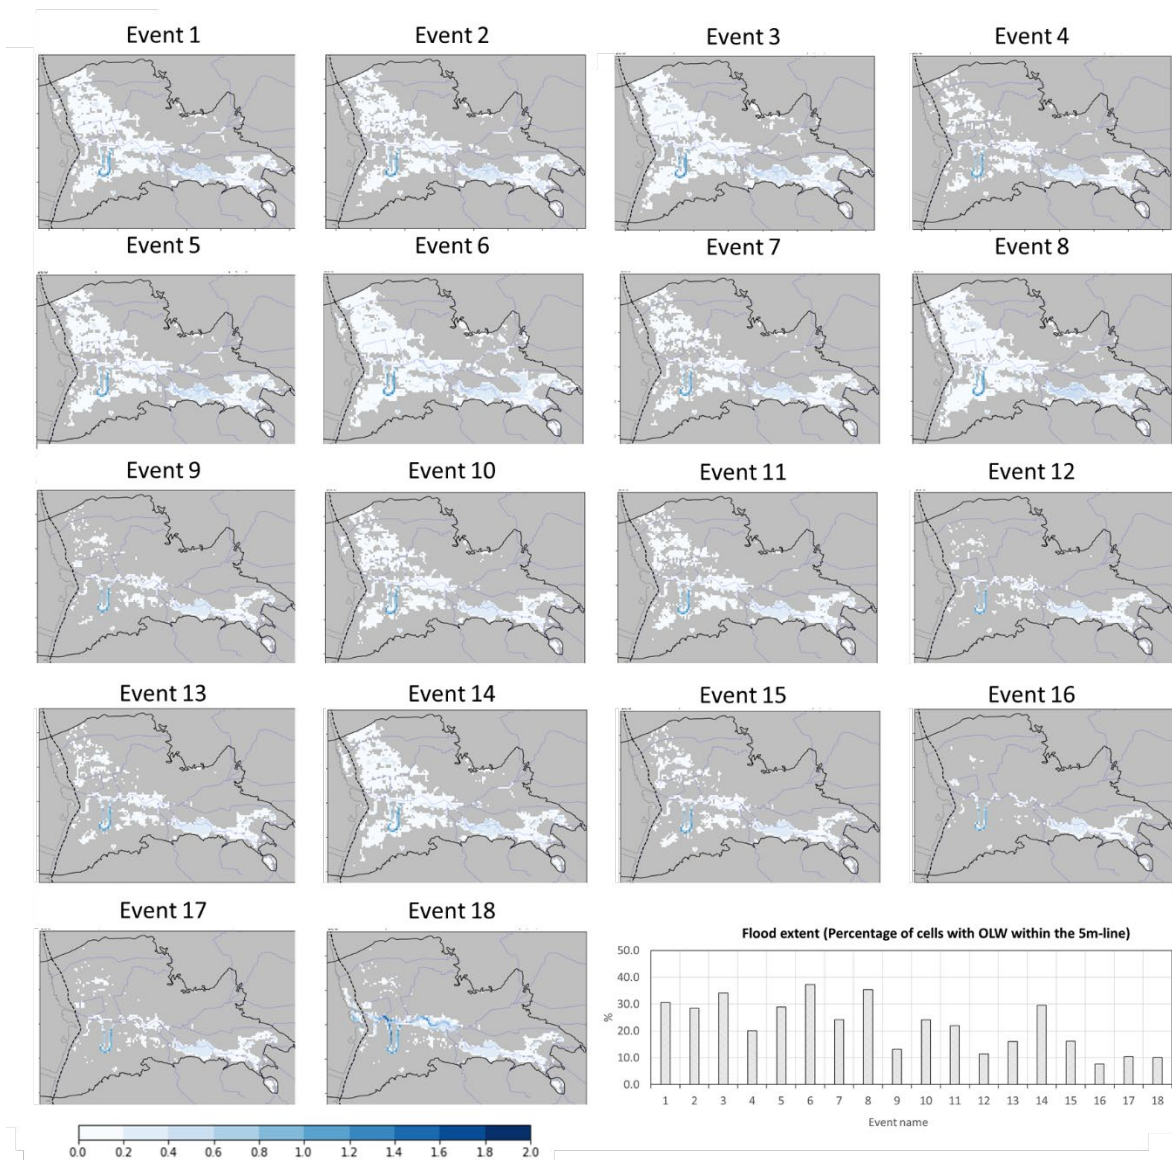 Event 1
Event 2
Event 3
Event 4
Event 5
Event 6
Event 7
Event 8
Event 9
Event 10
Event 11
Event 12
Event 13
Event 14
Event 15
Event 16
Event 17
Event 18
Flood extent (Percentage of cells with OLW within the 5m-line)
50.0
40.0
30.0
20.0
10.0
0.0
%
1 2 3 4 5 6 7 8 9 10 11 12 13 14 15 16 17 18
Event name
0.0 0.2 0.4 0.6 0.8 1.0 1.2 1.4 1.6 1.8 2.0